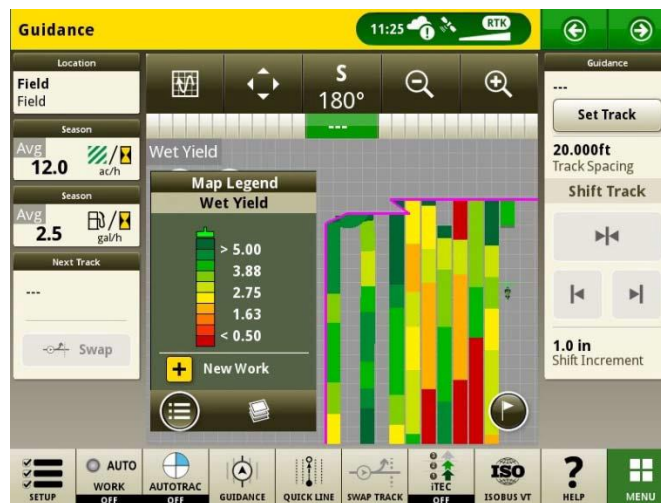 Guidance
11:25
RTK
Location
Field
Field
Season
Avg
12.0
ac/h
Season
Avg
2.5
gal/h
Next Track
---
Swap
S
180°
---
Wet Yield
Map Legend
Wet Yield
> 5.00
3.88
2.75
1.63
< 0.50
New Work
Guidance
---
Set Track
20.000ft
Track Spacing
Shift Track
1.0 in
Shift Increment
SETUP
AUTO
WORK
OFF
AUTOTRAC
OFF
GUIDANCE
QUICK LINE
SWAP TRACK
iTEC
OFF
ISO
ISOBUS VT
?
HELP
MENU